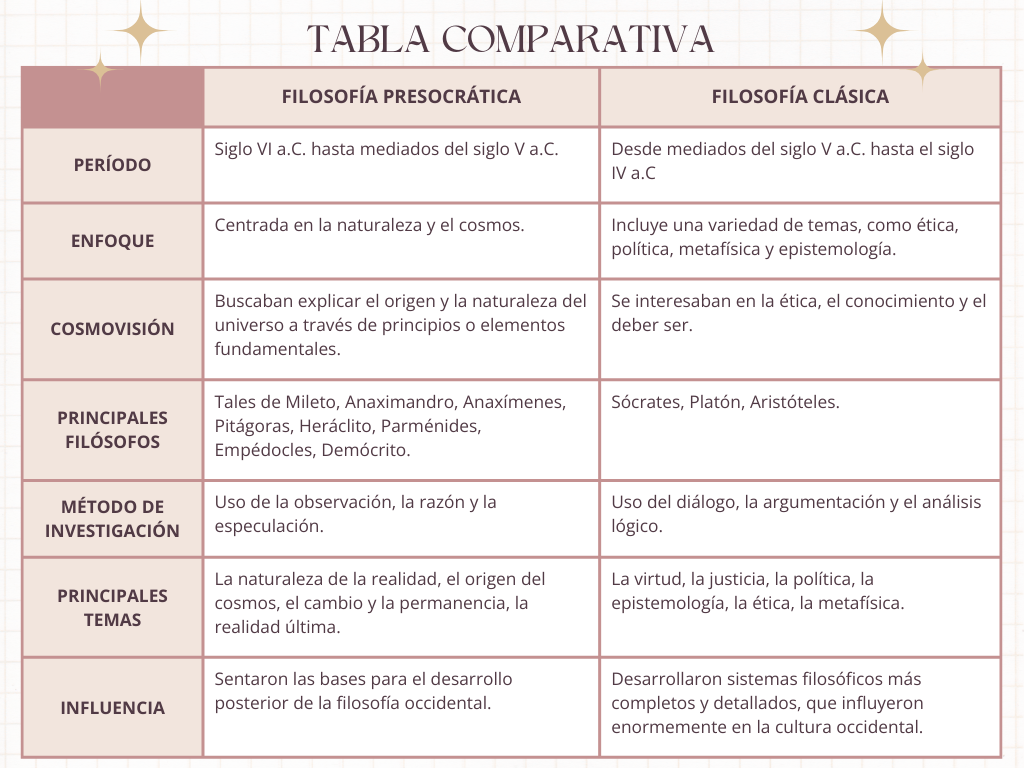 TABLA COMPARATIVA
FILOSOFÍA PRESOCRÁTICA
FILOSOFÍA CLÁSICA
PERÍODO
Siglo VI a.C. hasta mediados del siglo V a.C.
Desde mediados del siglo V a.C. hasta el siglo
IV a.C
ENFOQUE
Centrada en la naturaleza y el cosmos.
Incluye una variedad de temas, como ética,
política, metafísica y epistemología.
COSMOVISIÓN
Buscaban explicar el origen y la naturaleza del
universo a través de principios o elementos
fundamentales.
Se interesaban en la ética, el conocimiento y el
deber ser.
PRINCIPALES
FILÓSOFOS
Tales de Mileto, Anaximandro, Anaxímenes,
Pitágoras, Heráclito, Parménides,
Empédocles, Demócrito.
Sócrates, Platón, Aristóteles.
MÉTODO DE
INVESTIGACIÓN
Uso de la observación, la razón y la
especulación.
Uso del diálogo, la argumentación y el análisis
lógico.
PRINCIPALES
TEMAS
La naturaleza de la realidad, el origen del
cosmos, el cambio y la permanencia, la
realidad última.
La virtud, la justicia, la política, la
epistemología, la ética, la metafísica.
INFLUENCIA
Sentaron las bases para el desarrollo
posterior de la filosofía occidental.
Desarrollaron sistemas filosóficos más
completos y detallados, que influyeron
enormemente en la cultura occidental.